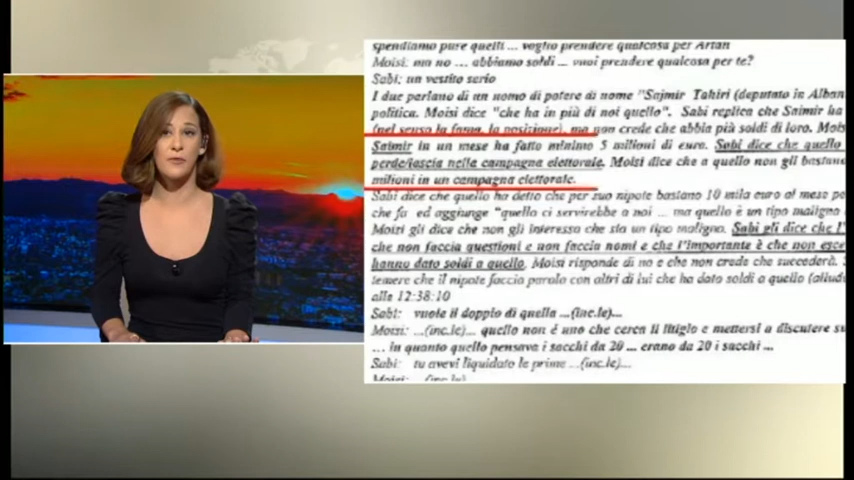 spendiamo pure quelli ... voglio prendere qualcosa per Artan
Moisi: ma no ... abbiamo soldi ... vuoi prendere qualcosa per te?
Sabi: un vestito serio
I due parlano di un nomo di potere di nome "Sajmir Tahiri (deputato in Alban
politica. Moisi dice "che ha in più di noi quello". Sabi replica che Saimir ha
(nel senso la fama, la posizione), ma non crede che abbia più soldi di loro. Mois
Saimir in un mese ha fatto minimo 5 milioni di euro. Sobi dice che quello
perde/lascia nella campagna elettorale. Moisi dice che a quello non gli bastano
milioni in un campagna elettorale.
Sabi dice che quello ha detto che per suo nipote bastano 10 mila euro al mese pe
che fa ed aggiunge "quello ci servirebbe a noi ... ma quello è un tipo maligno
Moisi gli dice che non gli interessa che sia un tipo maligno. Sabi gli dice che l'
che non faccia questioni e non faccia nomi e che l'importante è che non esce
hanno dato soldi a quello. Moisi risponde di no e che non crede che succederà.
temere che il nipote faccia parola con altri di lui che ha dato soldi a quello (allud
alle 12:38:10
Sabi: vuole il doppio di quella ...(inc.le)...
Moisi: ...(inc.le)... quello non é uno che cerca il litigio e mettersi a discutere su
... in quanto quello pensava i sacchi da 20 ... erano da 20 i sacchi ...
Sabi: tu avevi liquidato le prime ...(inc.le)...
Moisi: ...(inc.le)